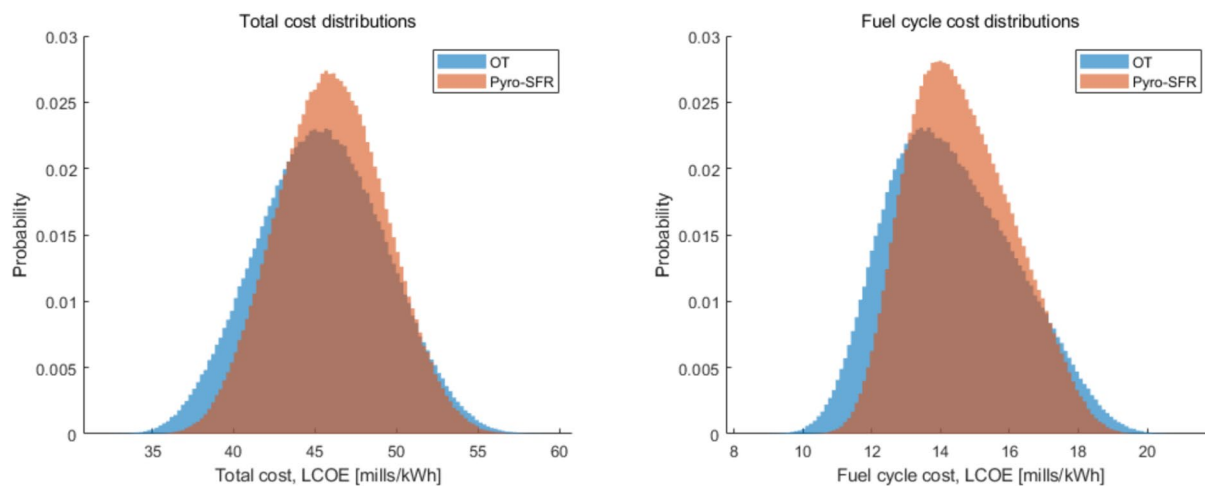 Total cost distributions
0.03
0.025
0.02
0.015
0.01
0.005
0
Probability
OT
Pyro-SFR
35 40 45 50 55 60
Total cost, LCOE [mills/kWh]
Fuel cycle cost distributions
0.03
0.025
0.02
0.015
0.01
0.005
0
Probability
OT
Pyro-SFR
8 10 12 14 16 18 20
Fuel cycle cost, LCOE [mills/kWh]